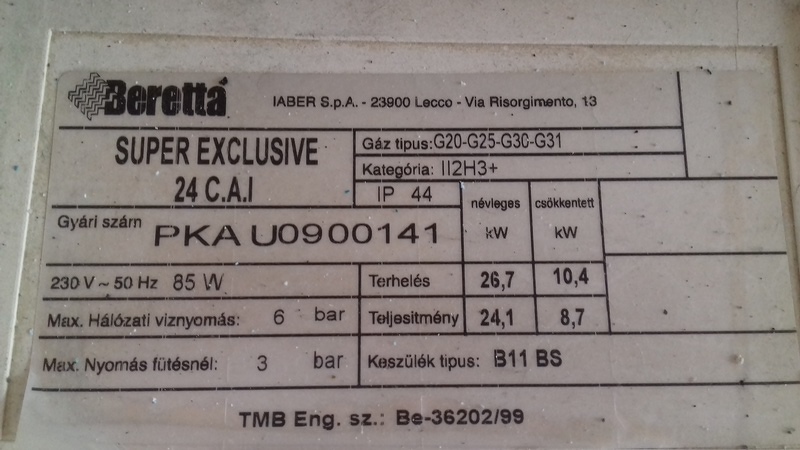 Beretta IABER S.p.A. - 23900 Lecco - Via Risorgimento, 13
SUPER EXCLUSIVE
24 C.A.I
Gáz tipus: G20-G25-G30-G31
Kategória: II2H3+
IP 44
névleges
kW
csökkentett
kW
Gyári szám PKA U0900141
230 V ~ 50 Hz 85 W
Terhelés 26,7 10,4
Max. Hálózati viznyomás: 6 bar
Teljesitmény 24,1 8,7
Max. Nyomás fütésnél: 3 bar
Keszülék tipus: B11 BS
TMB Eng. sz.: Be-36202/99